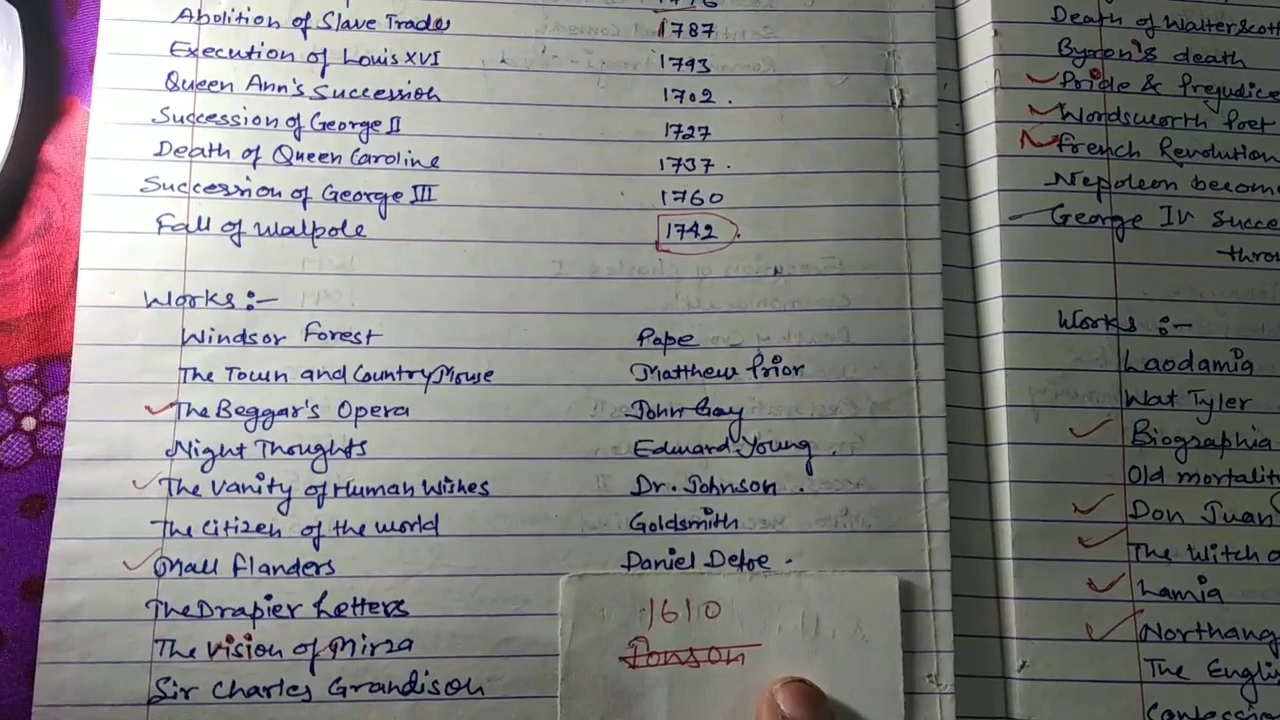 1776
Abolition of Slave Trade 1787
Execution of Louis XVI 1793
Queen Ann's Succession 1702.
Succession of George II 1727
Death of Queen Caroline 1737.
Succession of George III 1760
Fall of Walpole 1742.
Works :-
Windsor Forest Pope
The Town and Country Mouse Matthew Prior
The Beggar's Opera John Gay
Night Thoughts Edward Young.
The Vanity of Human Wishes Dr. Johnson.
The Citizen of the world Goldsmith
Moll Flanders Daniel Defoe.
The Drapier Letters
The Vision of Mirza
Sir Charles Grandison
1610
Death of Walter Scott
Byron's death
Pride & Prejudice
Wordsworth Poet
French Revolution
Nepoleon becom
George IV Succe
thro
Works :-
Laodamia
Wat Tyler
Biographia
Old mortalit
Don Juan
The Witch o
Lamia
Northang
The Engli
Confessi